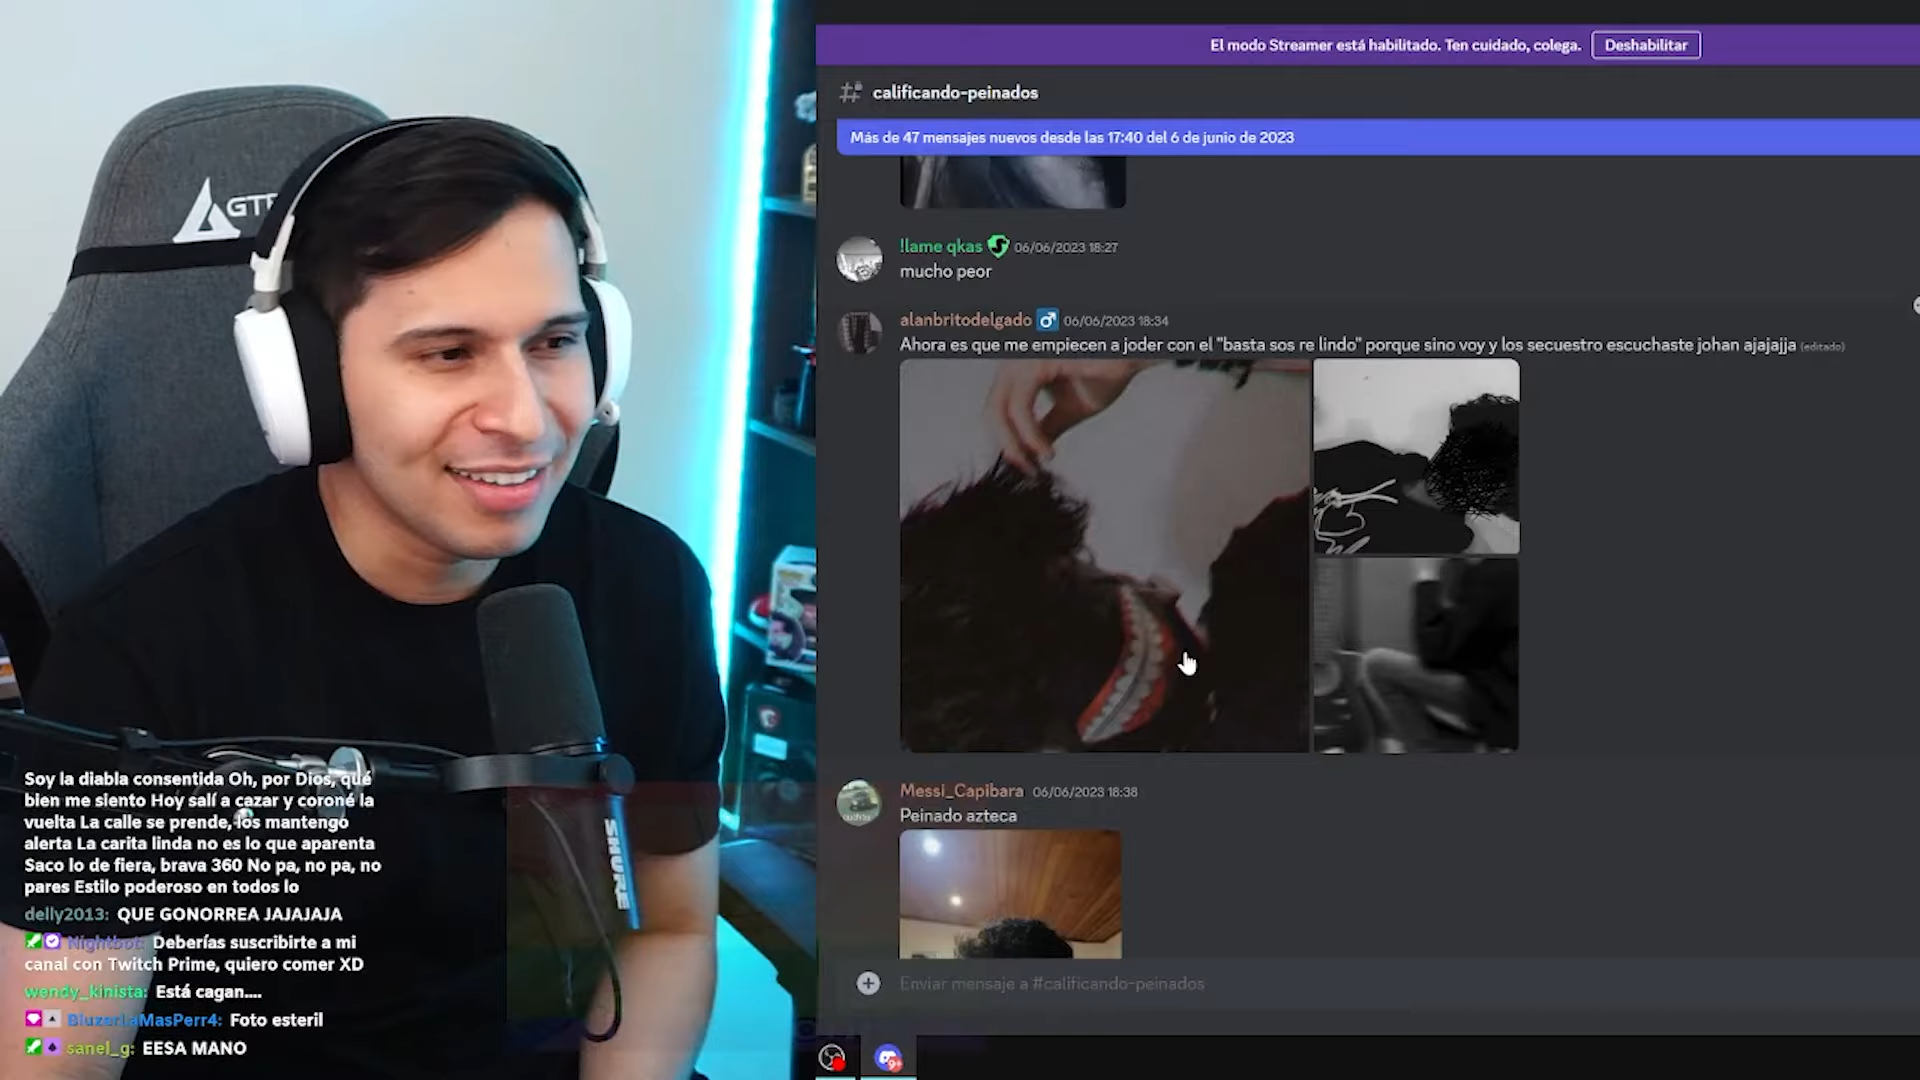 El modo Streamer está habilitado. Ten cuidado, colega. Deshabilitar
calificando-peinados
Más de 47 mensajes nuevos desde las 17:40 del 6 de junio de 2023
!lame qkas 06/06/2023 18:27
mucho peor
alanbritodelgado 06/06/2023 18:34
Ahora es que me empiecen a joder con el "basta sos re lindo" porque sino voy y los secuestro escuchaste johan ajajajja (editado)
Messi_Capibara 06/06/2023 18:38
Peinado azteca
Enviar mensaje a #calificando-peinados
SHURE
Soy la diabla consentida Oh, por Dios, qué
bien me siento Hoy salí a cazar y coroné la
vuelta La calle se prende, los mantengo
alerta La carita linda no es lo que aparenta
Saco lo de fiera, brava 360 No pa, no pa, no
pares Estilo poderoso en todos lo
delly2013: QUE GONORREA JAJAJAJA
Nightbot: Deberías suscribirte a mi
canal con Twitch Prime, quiero comer XD
wendy_kinista: Está cagan....
BluzerLaMasPerr4: Foto esteril
sanel_g: EESA MANO